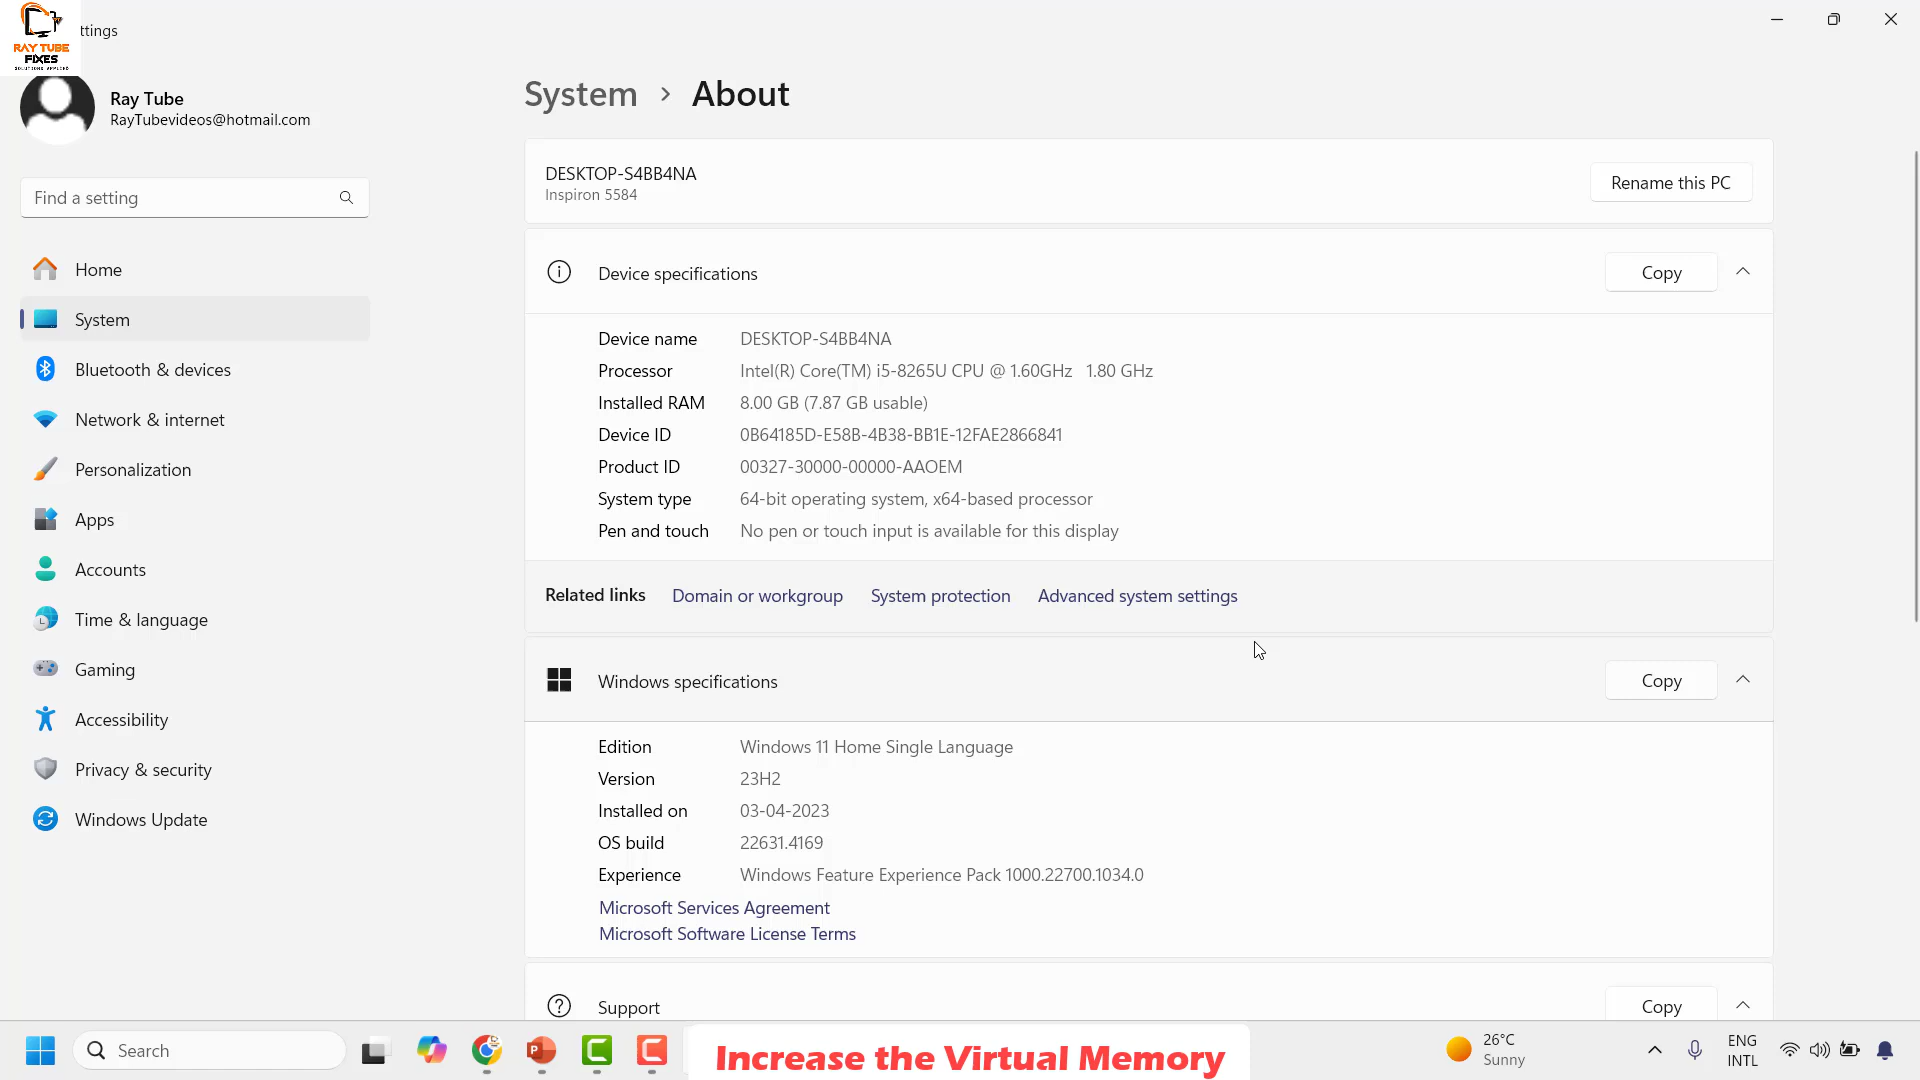 RAY TUBE
FIXES
SOLUTIONS APPLIED
ttings
Ray Tube
RayTubevideos@hotmail.com
Find a setting
Home
System
Bluetooth & devices
Network & internet
Personalization
Apps
Accounts
Time & language
Gaming
Accessibility
Privacy & security
Windows Update
System > About
DESKTOP-S4BB4NA
Inspiron 5584
Rename this PC
Device specifications
Copy
Device name DESKTOP-S4BB4NA
Processor Intel(R) Core(TM) i5-8265U CPU @ 1.60GHz 1.80 GHz
Installed RAM 8.00 GB (7.87 GB usable)
Device ID 0B64185D-E58B-4B38-BB1E-12FAE2866841
Product ID 00327-30000-00000-AAOEM
System type 64-bit operating system, x64-based processor
Pen and touch No pen or touch input is available for this display
Related links Domain or workgroup System protection Advanced system settings
Windows specifications
Copy
Edition Windows 11 Home Single Language
Version 23H2
Installed on 03-04-2023
OS build 22631.4169
Experience Windows Feature Experience Pack 1000.22700.1034.0
Microsoft Services Agreement
Microsoft Software License Terms
Support
Copy
Search
Increase the Virtual Memory
26°C
Sunny
ENG
INTL